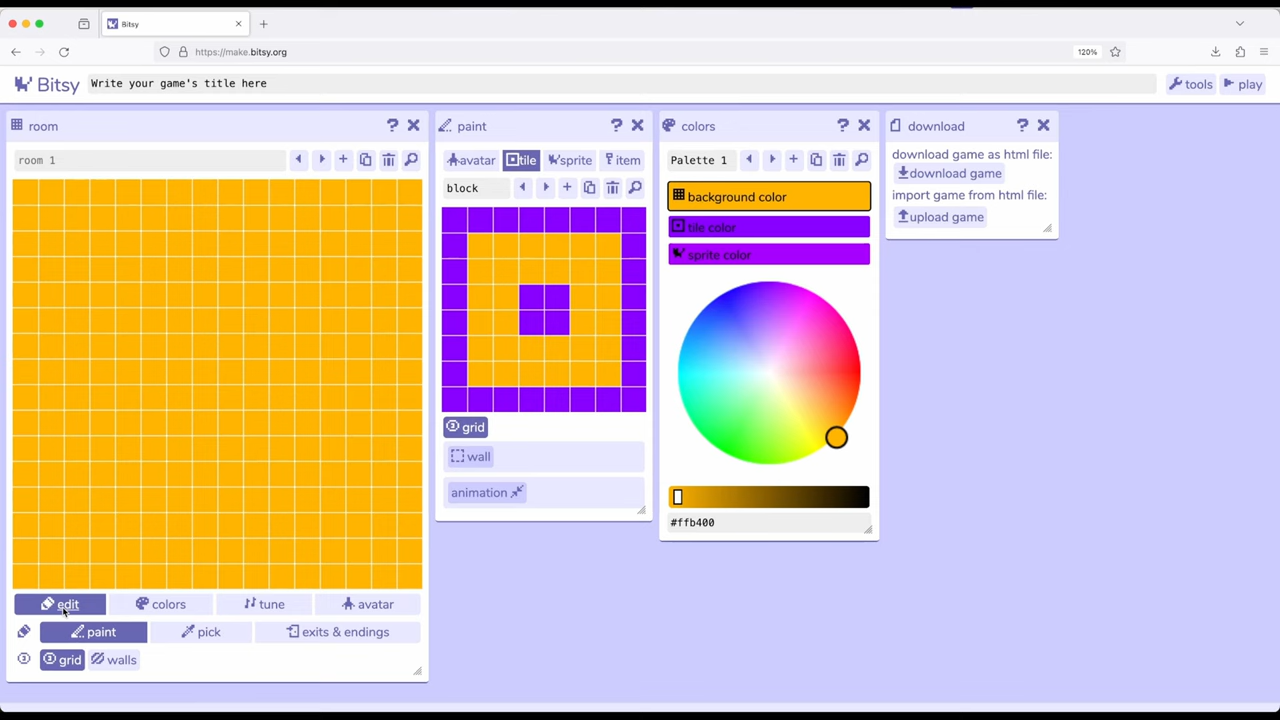 Bitsy
https://make.bitsy.org
120%
Bitsy
Write your game's title here
tools
play
room
room 1
edit
colors
tune
avatar
paint
pick
exits & endings
grid
walls
paint
avatar
tile
sprite
item
block
grid
wall
animation
colors
Palette 1
background color
tile color
sprite color
#ffb400
download
download game as html file:
download game
import game from html file:
upload game